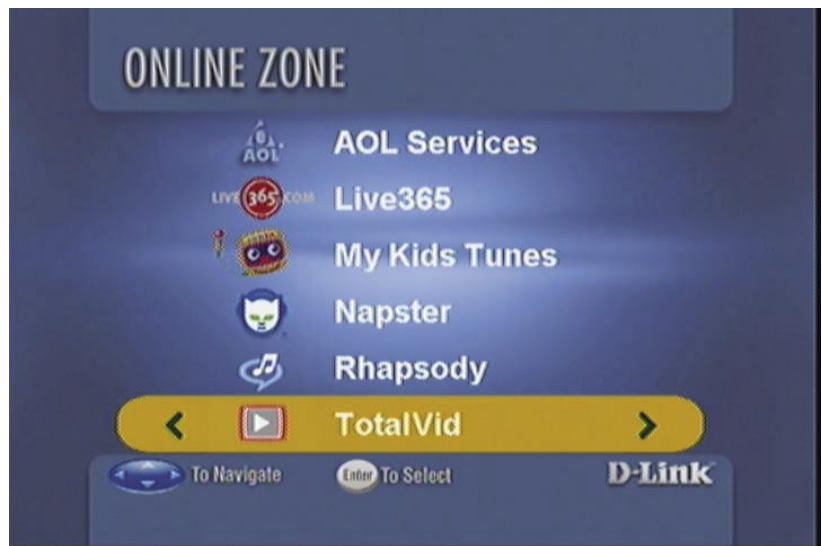 ONLINE ZONE
AOL AOL Services
LIVE 365 .COM Live365
My Kids Tunes
Napster
Rhapsody
TotalVid
To Navigate Enter To Select D-Link